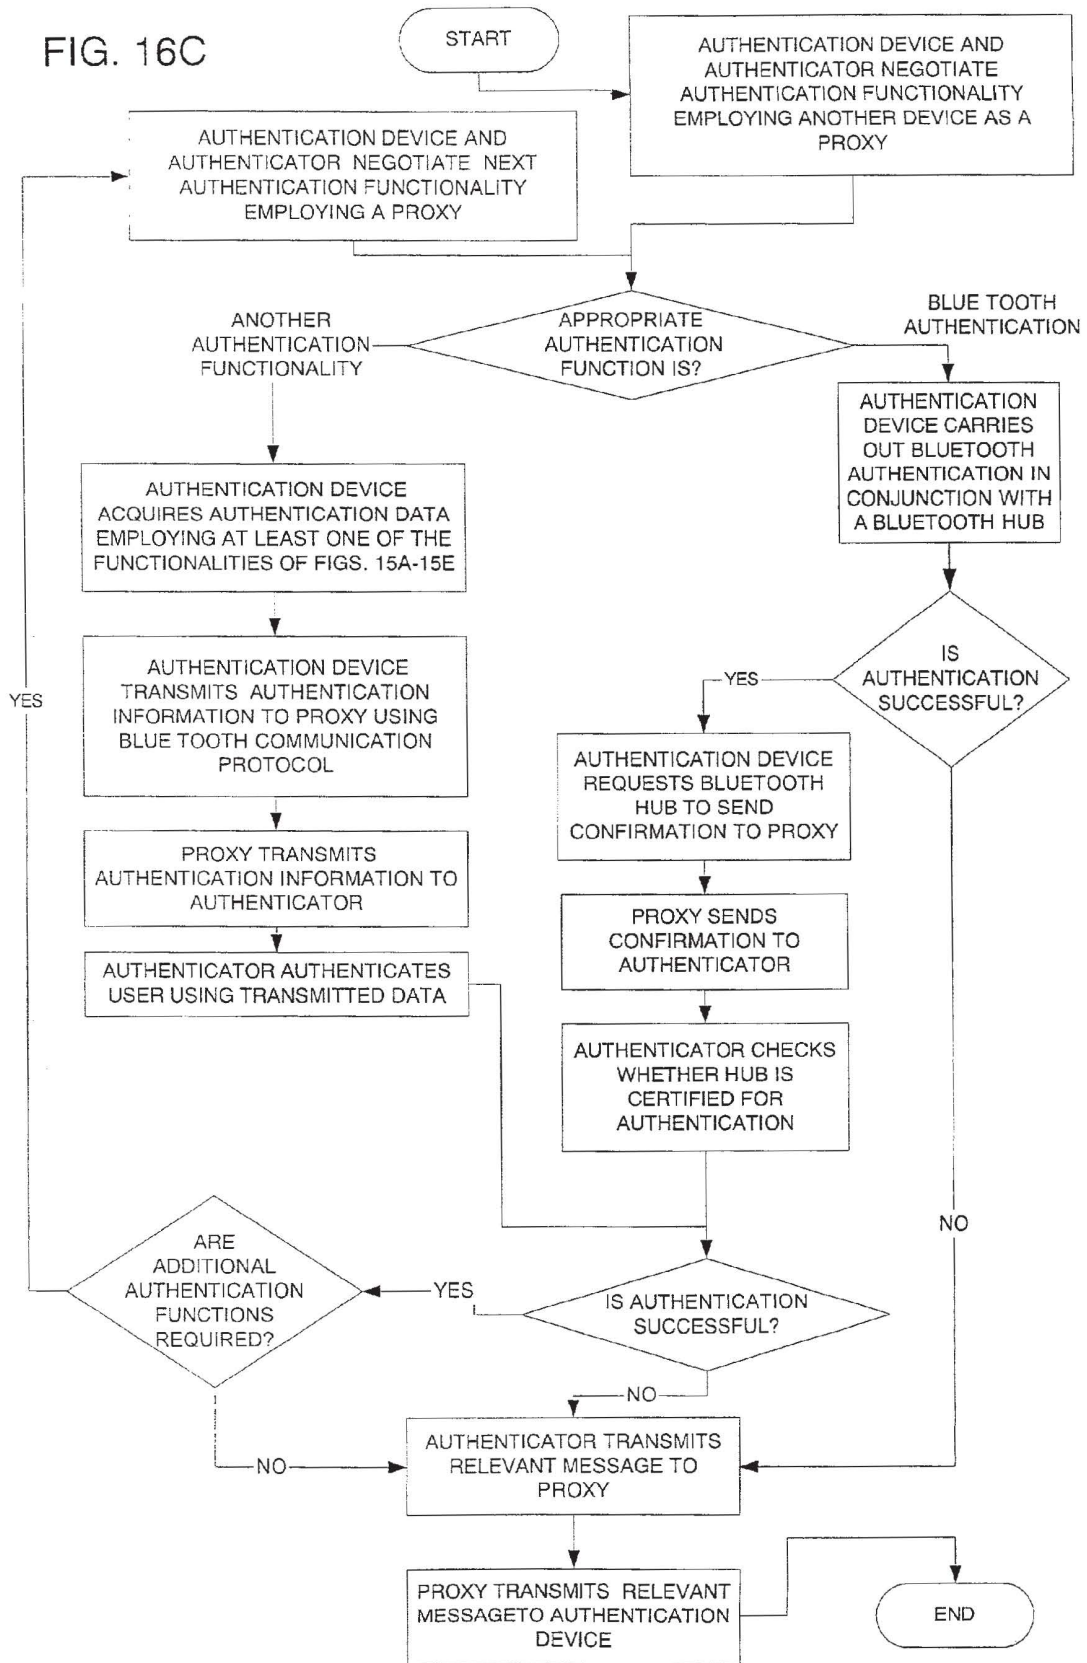 FIG. 16C
START
AUTHENTICATION DEVICE AND
AUTHENTICATOR NEGOTIATE
AUTHENTICATION FUNCTIONALITY
EMPLOYING ANOTHER DEVICE AS A
PROXY
AUTHENTICATION DEVICE AND
AUTHENTICATOR NEGOTIATE NEXT
AUTHENTICATION FUNCTIONALITY
EMPLOYING A PROXY
APPROPRIATE
AUTHENTICATION
FUNCTION IS?
ANOTHER
AUTHENTICATION
FUNCTIONALITY
BLUE TOOTH
AUTHENTICATION
AUTHENTICATION
DEVICE CARRIES
OUT BLUETOOTH
AUTHENTICATION IN
CONJUNCTION WITH
A BLUETOOTH HUB
AUTHENTICATION DEVICE
ACQUIRES AUTHENTICATION DATA
EMPLOYING AT LEAST ONE OF THE
FUNCTIONALITIES OF FIGS. 15A-15E
AUTHENTICATION DEVICE
TRANSMITS AUTHENTICATION
INFORMATION TO PROXY USING
BLUE TOOTH COMMUNICATION
PROTOCOL
YES
IS
AUTHENTICATION
SUCCESSFUL?
YES
AUTHENTICATION DEVICE
REQUESTS BLUETOOTH
HUB TO SEND
CONFIRMATION TO PROXY
PROXY TRANSMITS
AUTHENTICATION INFORMATION TO
AUTHENTICATOR
PROXY SENDS
CONFIRMATION TO
AUTHENTICATOR
AUTHENTICATOR AUTHENTICATES
USER USING TRANSMITTED DATA
AUTHENTICATOR CHECKS
WHETHER HUB IS
CERTIFIED FOR
AUTHENTICATION
NO
ARE
ADDITIONAL
AUTHENTICATION
FUNCTIONS
REQUIRED?
YES
IS AUTHENTICATION
SUCCESSFUL?
NO
NO
AUTHENTICATOR TRANSMITS
RELEVANT MESSAGE TO
PROXY
PROXY TRANSMITS RELEVANT
MESSAGETO AUTHENTICATION
DEVICE
END